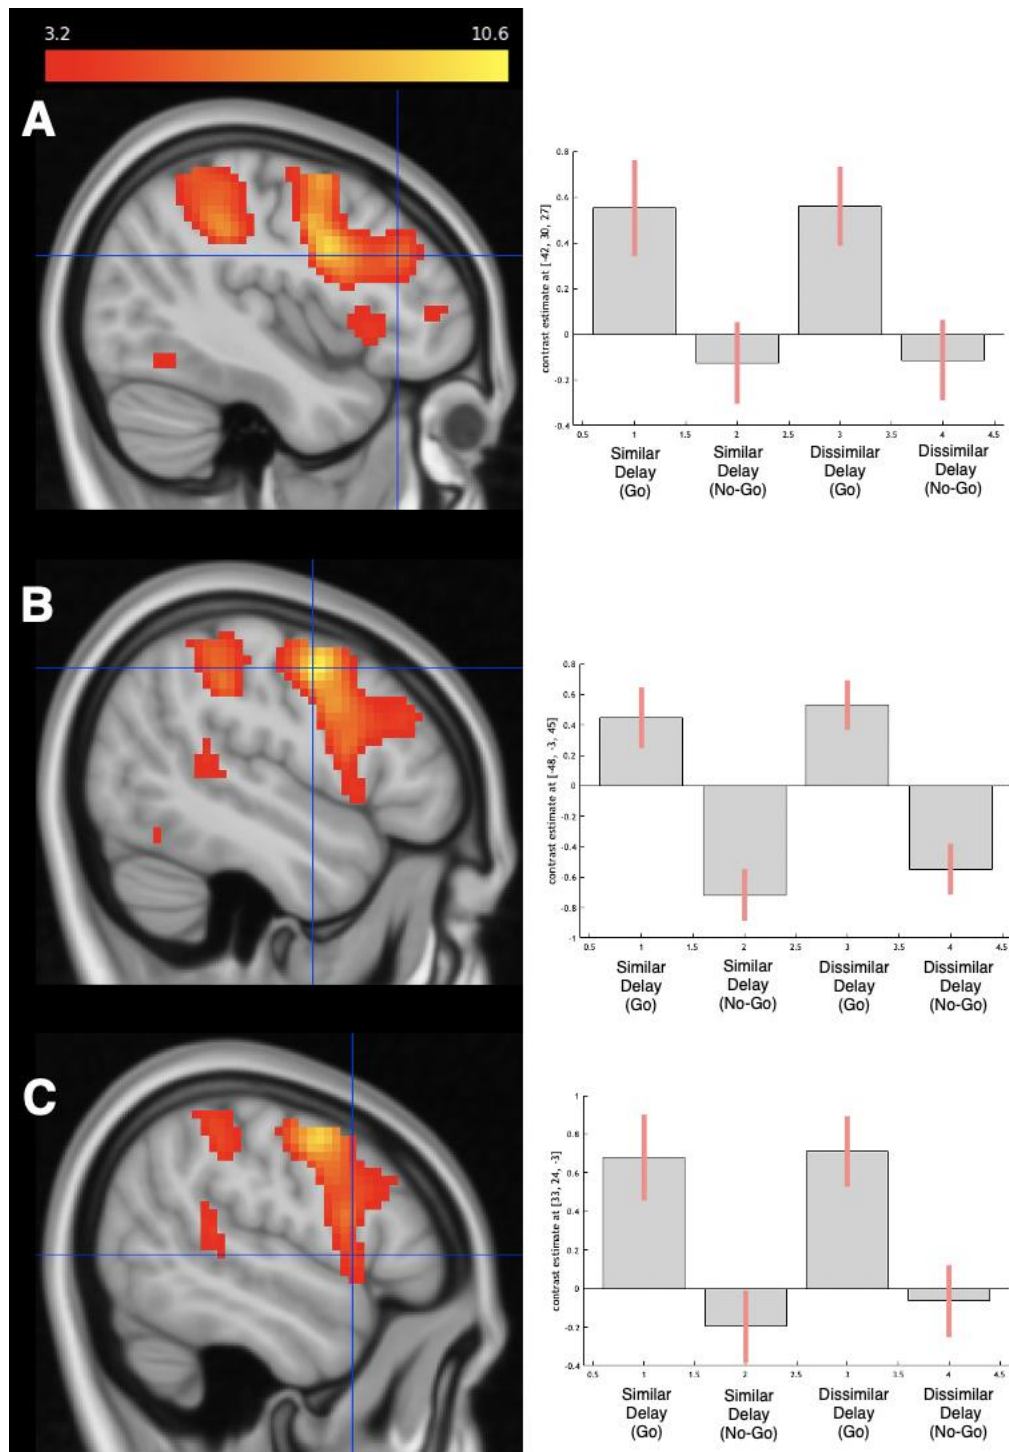 3.2 10.6
A
0.8
0.6
0.4
0.2
0
-0.2
-0.4
contrast estimate at [-42, 30, 27]
0.5 1 1.5 2 2.5 3 3.5 4 4.5
Similar Similar Dissimilar Dissimilar
Delay Delay Delay Delay
(Go) (No-Go) (Go) (No-Go)
B
0.8
0.6
0.4
0.2
0
-0.2
-0.4
-0.6
-0.8
-1
contrast estimate at [-48, -3, 45]
0.5 1 1.5 2 2.5 3 3.5 4 4.5
Similar Similar Dissimilar Dissimilar
Delay Delay Delay Delay
(Go) (No-Go) (Go) (No-Go)
C
1
0.8
0.6
0.4
0.2
0
-0.2
-0.4
contrast estimate at [33, 24, -3]
0.5 1 1.5 2 2.5 3 3.5 4 4.5
Similar Similar Dissimilar Dissimilar
Delay Delay Delay Delay
(Go) (No-Go) (Go) (No-Go)